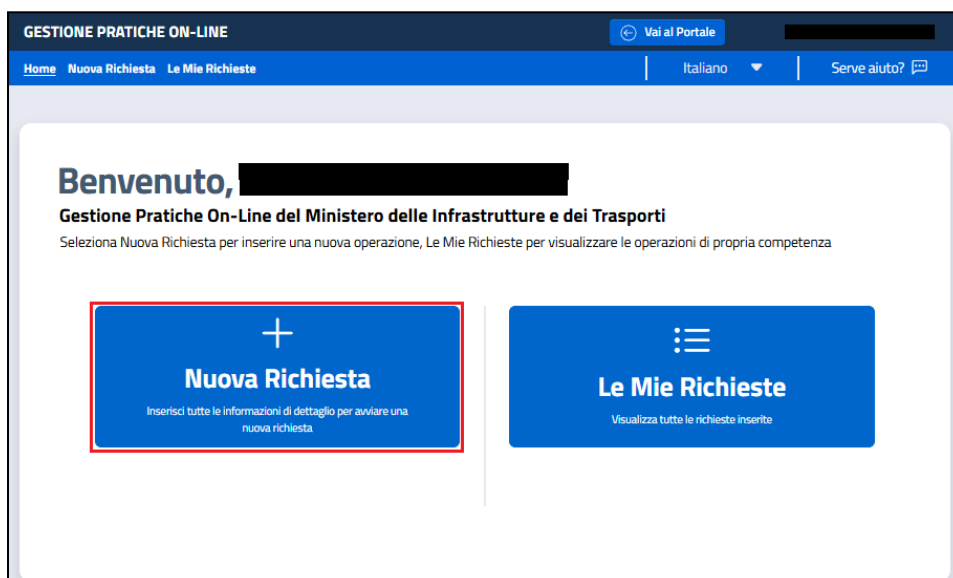 GESTIONE PRATICHE ON-LINE
Vai al Portale
Home Nuova Richiesta Le Mie Richieste
Italiano
Serve aiuto?
Benvenuto,
Gestione Pratiche On-Line del Ministero delle Infrastrutture e dei Trasporti
Seleziona Nuova Richiesta per inserire una nuova operazione, Le Mie Richieste per visualizzare le operazioni di propria competenza
Nuova Richiesta
Inserisci tutte le informazioni di dettaglio per avviare una
nuova richiesta
Le Mie Richieste
Visualizza tutte le richieste inserite